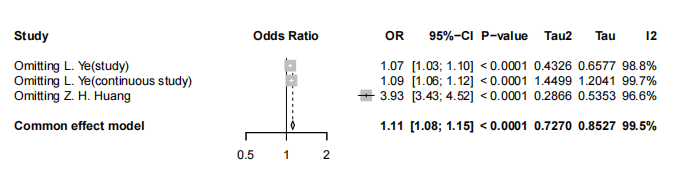 Study Odds Ratio OR 95%−CI P−value Tau2 Tau I2
Omitting L. Ye(study) 1.07 [1.03; 1.10] < 0.0001 0.4326 0.6577 98.8%
Omitting L. Ye(continuous study) 1.09 [1.06; 1.12] < 0.0001 1.4499 1.2041 99.7%
Omitting Z. H. Huang 3.93 [3.43; 4.52] < 0.0001 0.2866 0.5353 96.6%
Common effect model 1.11 [1.08; 1.15] < 0.0001 0.7270 0.8527 99.5%
0.5 1 2